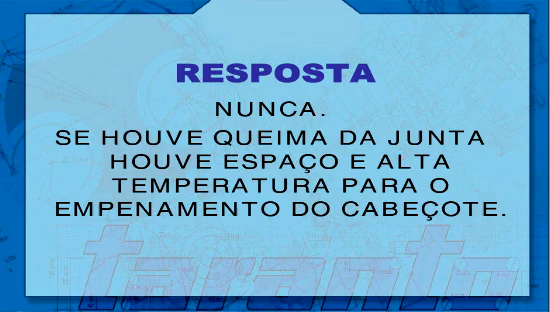 RESPOSTA
NUNCA.
SE HOUVE QUEIMA DA JUNTA
HOUVE ESPAÇO E ALTA
TEMPERATURA PARA O
EMPENAMENTO DO CABEÇOTE.
taranto